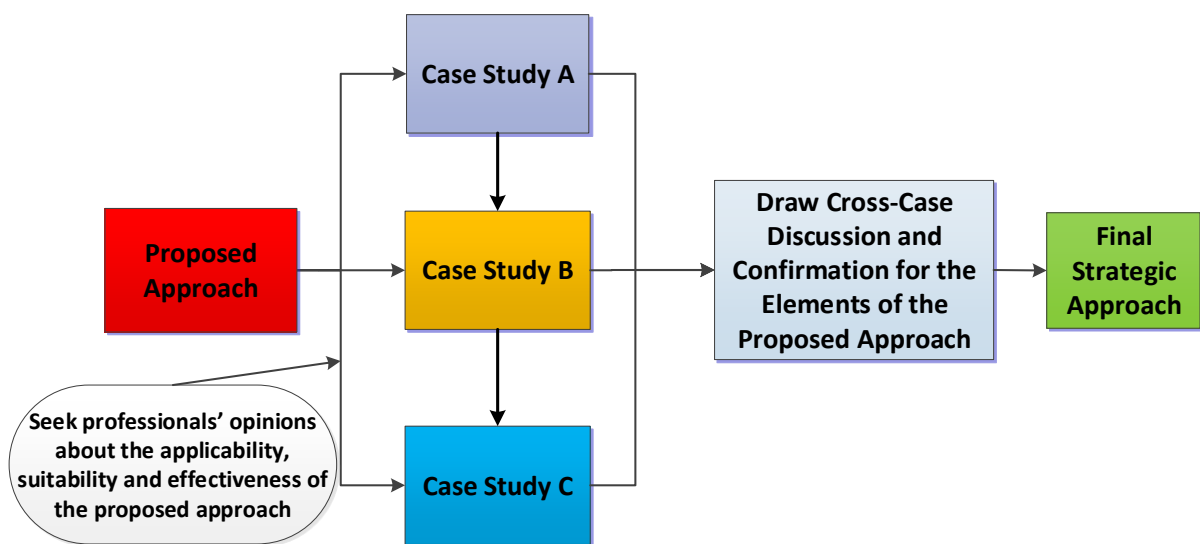 Case Study A
Proposed
Approach
Case Study B
Draw Cross-Case
Discussion and
Confirmation for the
Elements of the
Proposed Approach
Final
Strategic
Approach
Seek professionals’ opinions
about the applicability,
suitability and effectiveness of
the proposed approach
Case Study C